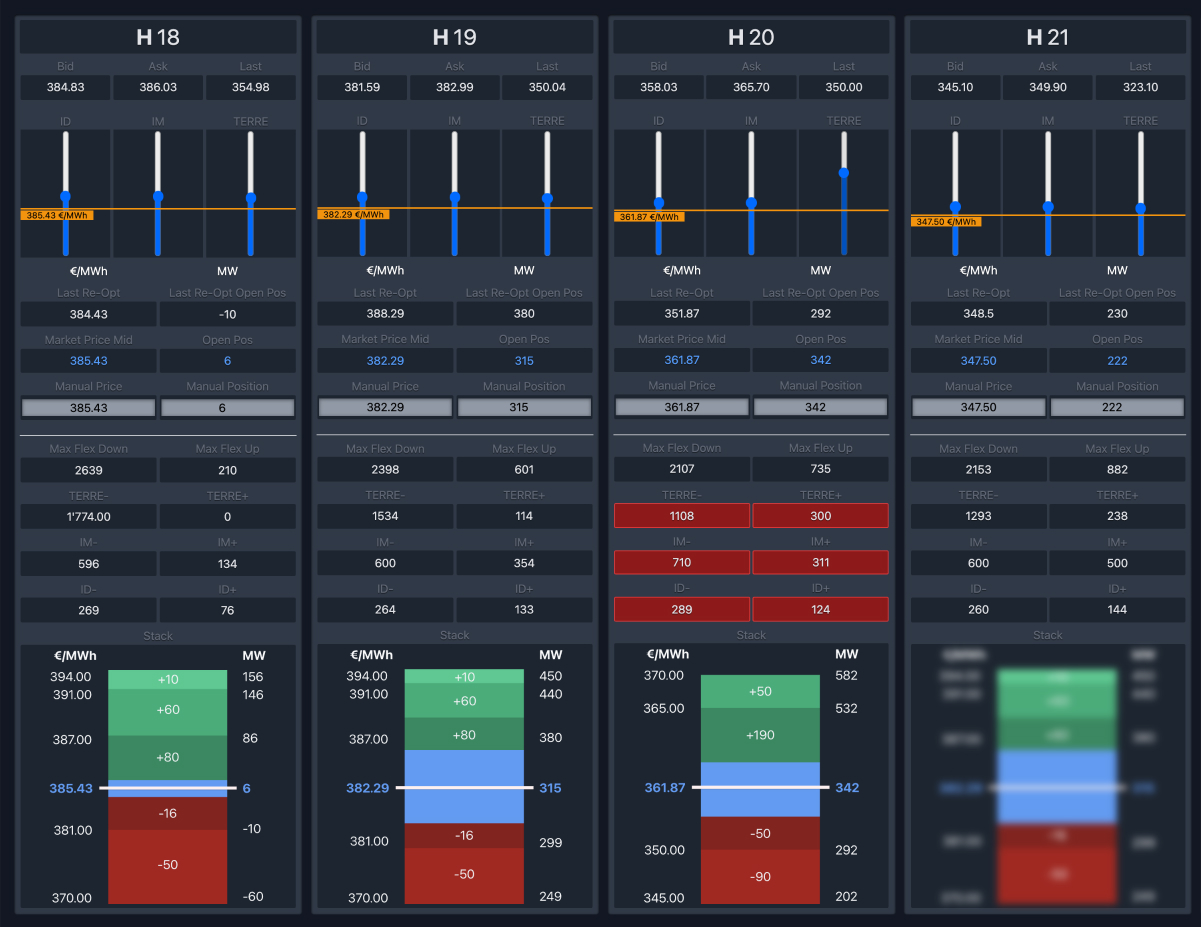 H 18
Bid Ask Last
384.83 386.03 354.98
ID IM TERRE
385.43 €/MWh
€/MWh MW
Last Re-Opt Last Re-Opt Open Pos
384.43 -10
Market Price Mid Open Pos
385.43 6
Manual Price Manual Position
385.43 6
Max Flex Down Max Flex Up
2639 210
TERRE- TERRE+
1'774.00 0
IM- IM+
596 134
ID- ID+
269 76
Stack
€/MWh MW
394.00 +10 156
391.00 146
+60
387.00 86
+80
385.43 6
-16
381.00 -10
-50
370.00 -60
H 19
Bid Ask Last
381.59 382.99 350.04
ID IM TERRE
382.29 €/MWh
€/MWh MW
Last Re-Opt Last Re-Opt Open Pos
388.29 380
Market Price Mid Open Pos
382.29 315
Manual Price Manual Position
382.29 315
Max Flex Down Max Flex Up
2398 601
TERRE- TERRE+
1534 114
IM- IM+
600 354
ID- ID+
264 133
Stack
€/MWh MW
394.00 +10 450
391.00 440
+60
387.00 +80 380
382.29 315
-16
381.00 299
-50
370.00 249
H 20
Bid Ask Last
358.03 365.70 350.00
ID IM TERRE
361.87 €/MWh
€/MWh MW
Last Re-Opt Last Re-Opt Open Pos
351.87 292
Market Price Mid Open Pos
361.87 342
Manual Price Manual Position
361.87 342
Max Flex Down Max Flex Up
2107 735
TERRE- TERRE+
1108 300
IM- IM+
710 311
ID- ID+
289 124
Stack
€/MWh MW
370.00 582
+50
365.00 532
+190
361.87 342
-50
350.00 292
-90
345.00 202
H 21
Bid Ask Last
345.10 349.90 323.10
ID IM TERRE
347.50 €/MWh
€/MWh MW
Last Re-Opt Last Re-Opt Open Pos
348.5 230
Market Price Mid Open Pos
347.50 222
Manual Price Manual Position
347.50 222
Max Flex Down Max Flex Up
2153 882
TERRE- TERRE+
1293 238
IM- IM+
600 500
ID- ID+
260 144
Stack